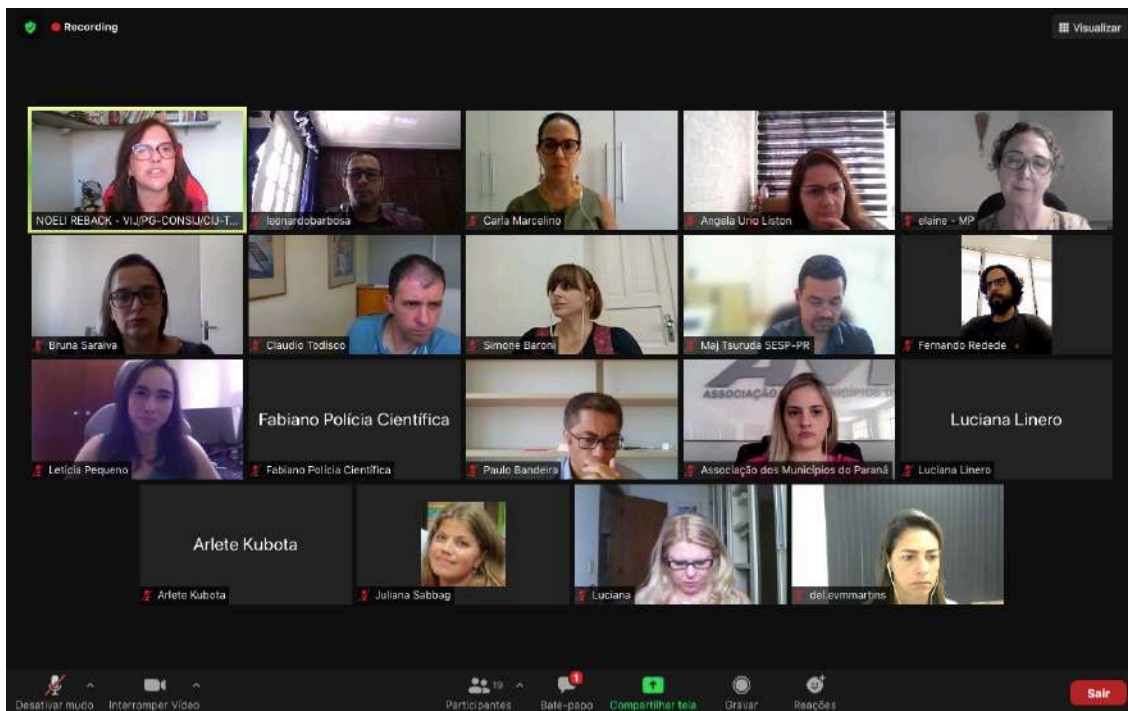 Recording
Visualizar
NOELI REBACK - VIJ/PG-CONSIJ/CIJ-T...
leonardobarbosa
Carla Marcelino
Angela Urio Liston
elaine - MP
Bruna Saraiva
Claudio Todisco
Simone Baroni
Maj Tsuruda SESP-PR
Fernando Redede
ASSOCIAÇÃO
Letícia Pequeno
Fabiano Polícia Científica
Fabiano Polícia Científica
Paulo Bandeira
Associação dos Municípios do Paraná
Luciana Linero
Luciana Linero
Arlete Kubota
Arlete Kubota
Juliana Sabbag
Luciana
del.evmmartins
Desativar mudo
Interromper Vídeo
19
Participantes
1
Bate-papo
Compartilhar tela
Gravar
Reações
Sair